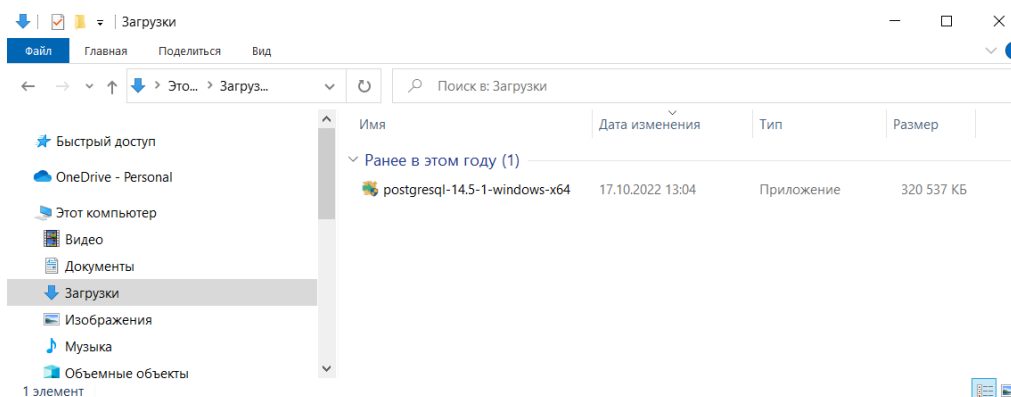 Загрузки
Файл Главная Поделиться Вид
Это... Загруз... Поиск в: Загрузки
Имя Дата изменения Тип Размер
Быстрый доступ
Ранее в этом году (1)
OneDrive - Personal
postgresql-14.5-1-windows-x64 17.10.2022 13:04 Приложение 320 537 КБ
Этот компьютер
Видео
Документы
Загрузки
Изображения
Музыка
Объемные объекты
1 элемент